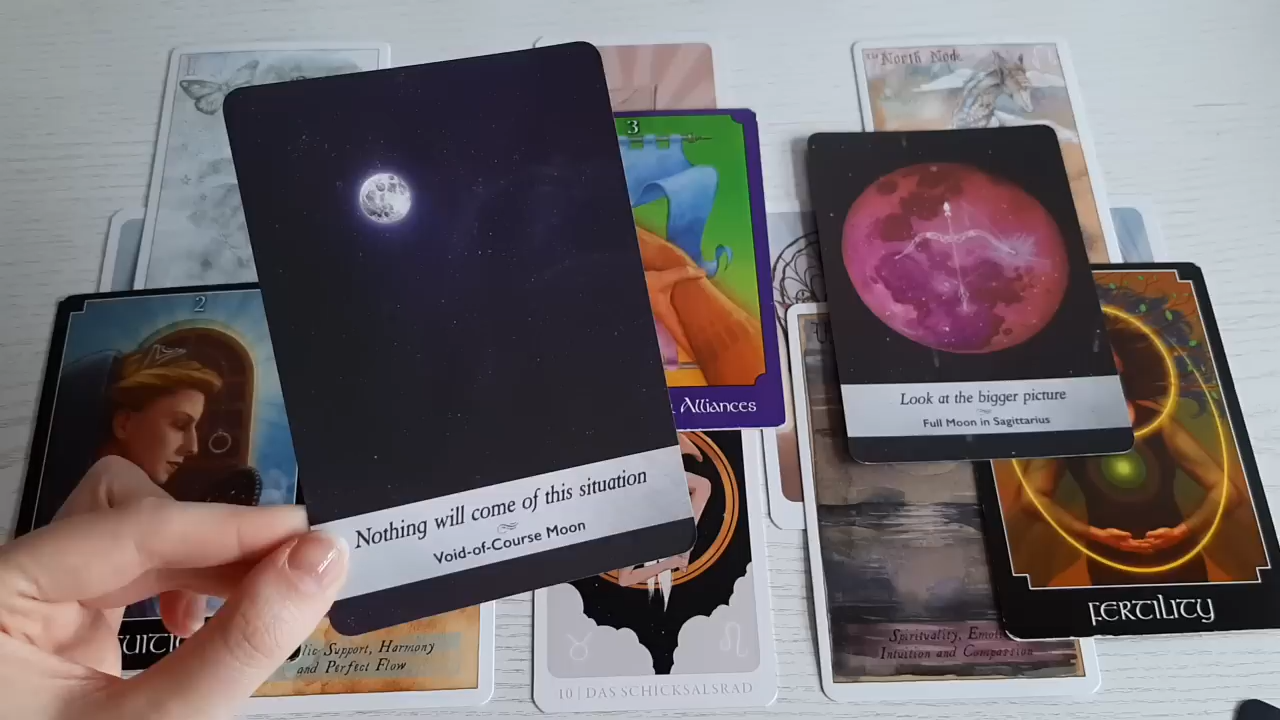 North Node
3
2
Alliances
Look at the bigger picture
Full Moon in Sagittarius
Nothing will come of this situation
Void-of-Course Moon
Support, Harmony
and Perfect Flow
Spirituality,
Intuition and Compassion
FERTILITY
10 | DAS SCHICKSALSRAD